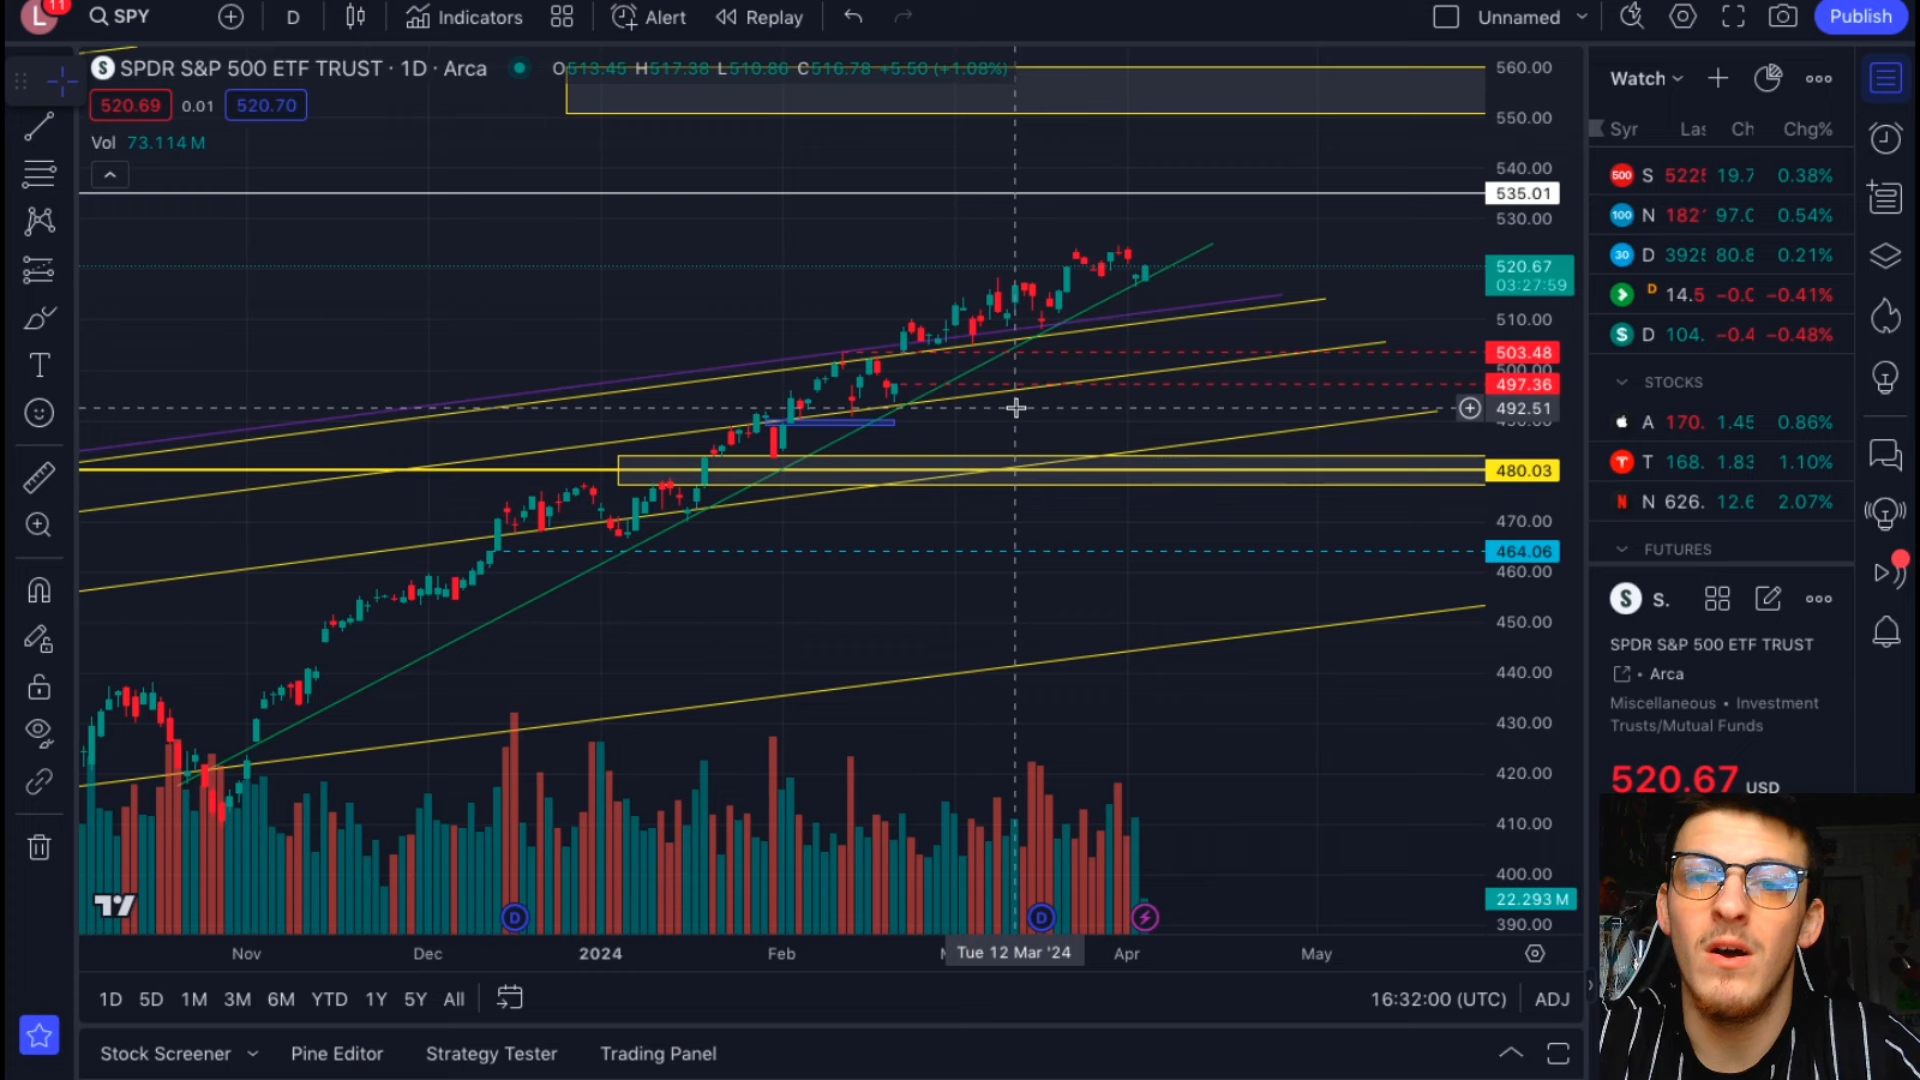 L 11 SPY D Indicators Alert Replay Unnamed Publish
SPDR S&P 500 ETF TRUST · 1D · Arca O513.45 H517.38 L510.86 C516.78 +5.50 (+1.08%)
520.69 0.01 520.70
Vol 73.114 M
560.00
550.00
540.00
535.01
530.00
520.67
03:27:59
510.00
503.48
500.00
497.36
492.51
480.03
470.00
464.06
460.00
450.00
440.00
430.00
420.00
410.00
400.00
22.293 M
390.00
D D
Nov Dec 2024 Feb Tue 12 Mar '24 Apr May
1D 5D 1M 3M 6M YTD 1Y 5Y All 16:32:00 (UTC) ADJ
Stock Screener Pine Editor Strategy Tester Trading Panel
Watch
Syr Las Ch Chg%
500 S 5225 19.7 0.38%
100 N 1821 97.0 0.54%
30 D 3925 80.8 0.21%
D 14.5 −0.0 −0.41%
$ D 104. −0.4 −0.48%
STOCKS
A 170. 1.45 0.86%
T 168. 1.83 1.10%
N N 626. 12.6 2.07%
FUTURES
S S.
SPDR S&P 500 ETF TRUST
Arca
Miscellaneous • Investment
Trusts/Mutual Funds
520.67 USD